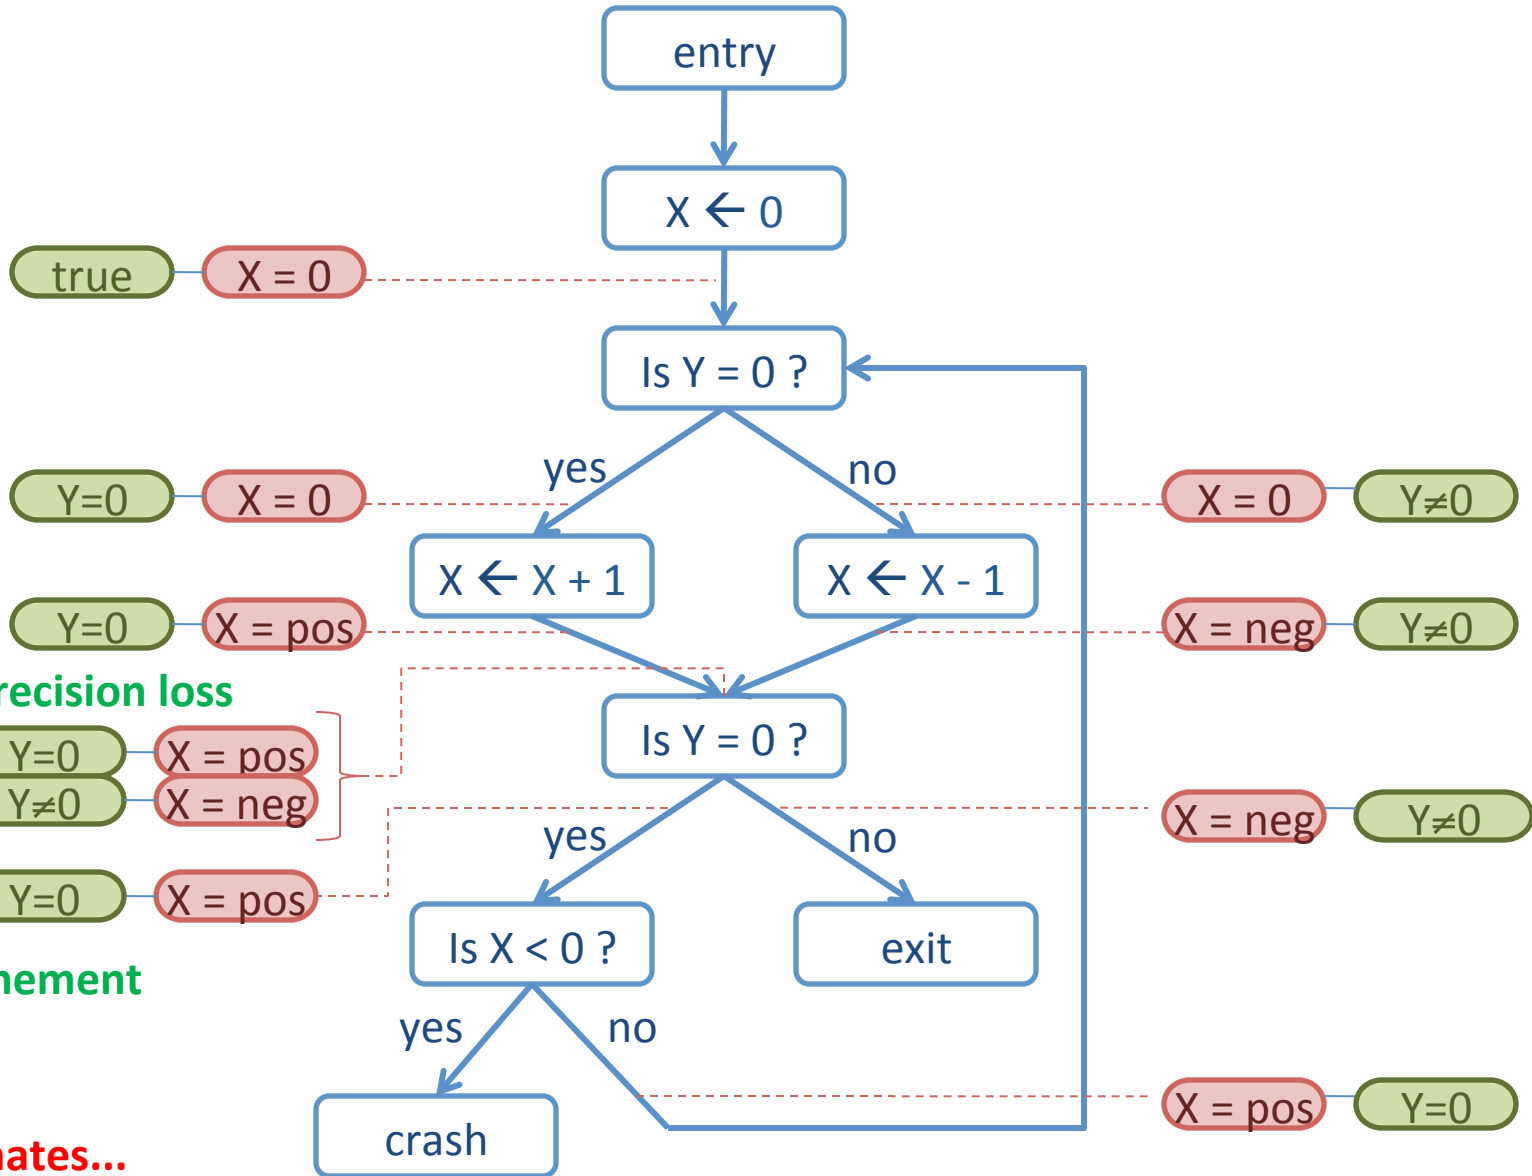 entry
X ← 0
true X = 0
Is Y = 0 ?
yes no
Y=0 X = 0 X = 0 Y≠0
X ← X + 1 X ← X - 1
Y=0 X = pos X = neg Y≠0
recision loss
Y=0 X = pos Is Y = 0 ?
Y≠0 X = neg
X = neg Y≠0
yes no
Y=0 X = pos
Is X < 0 ? exit
nement
yes no
X = pos Y=0
crash
nates...